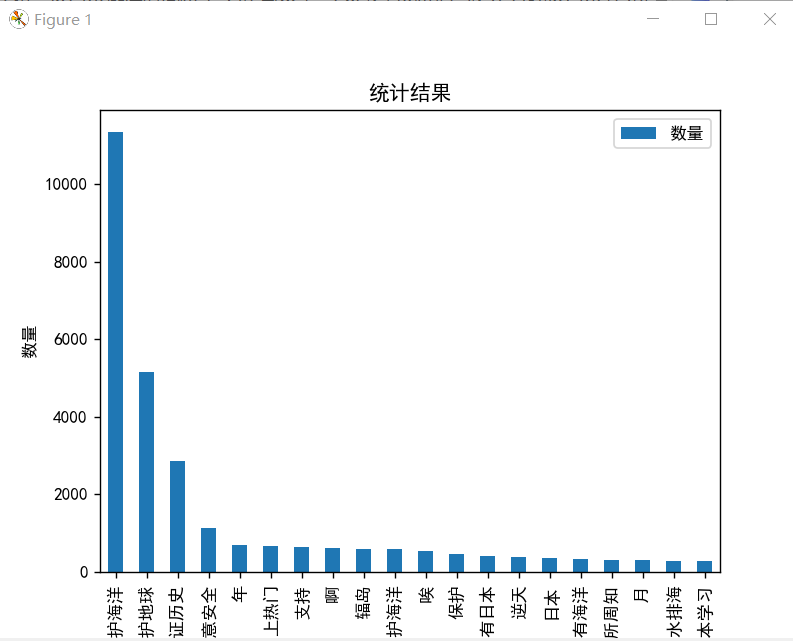 Figure 1
统计结果
数量
10000
8000
6000
4000
2000
0
数量
护海洋
护地球
证历史
意安全
年
上热门
支持
啊
辐岛
护海洋
唉
保护
有日本
逆天
日本
有海洋
所周知
月
水排海
本学习